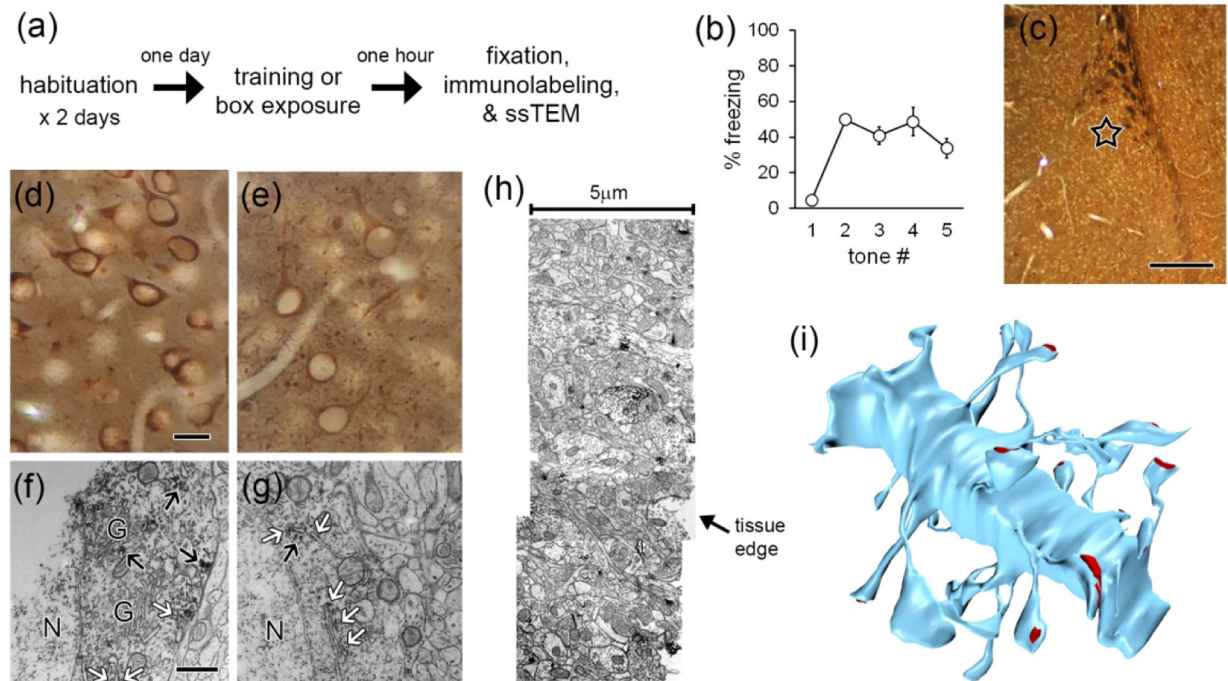 (a)
habituation
x 2 days
one day
training or
box exposure
one hour
fixation,
immunolabeling,
& ssTEM
(b)
% freezing
100
80
60
40
20
0
1 2 3 4 5
tone #
(c)
(d)
(e)
(f)
G
G
N
(g)
N
(h)
5μm
tissue
edge
(i)